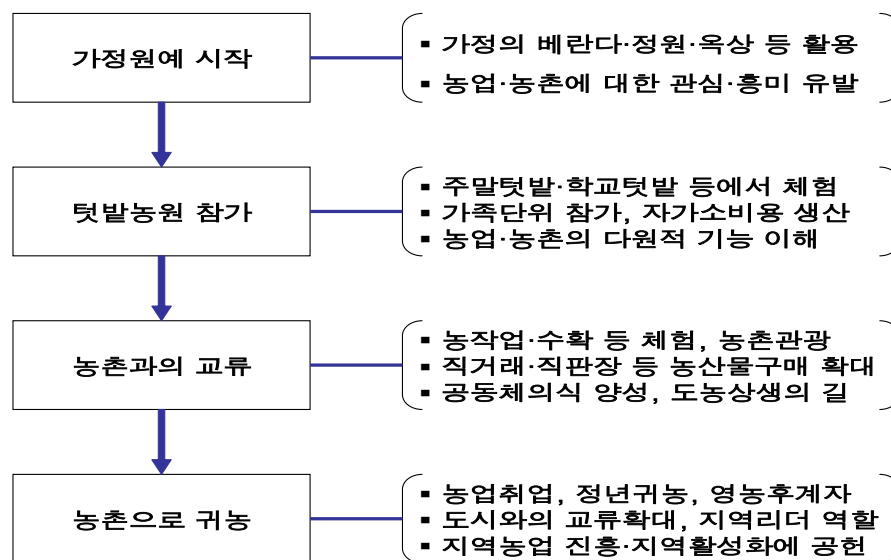 가정원예 시작
▪ 가정의 베란다·정원·옥상 등 활용
▪ 농업·농촌에 대한 관심·흥미 유발
텃밭농원 참가
▪ 주말텃밭·학교텃밭 등에서 체험
▪ 가족단위 참가, 자가소비용 생산
▪ 농업·농촌의 다원적 기능 이해
농촌과의 교류
▪ 농작업·수확 등 체험, 농촌관광
▪ 직거래·직판장 등 농산물구매 확대
▪ 공동체의식 양성, 도농상생의 길
농촌으로 귀농
▪ 농업취업, 정년귀농, 영농후계자
▪ 도시와의 교류확대, 지역리더 역할
▪ 지역농업 진흥·지역활성화에 공헌